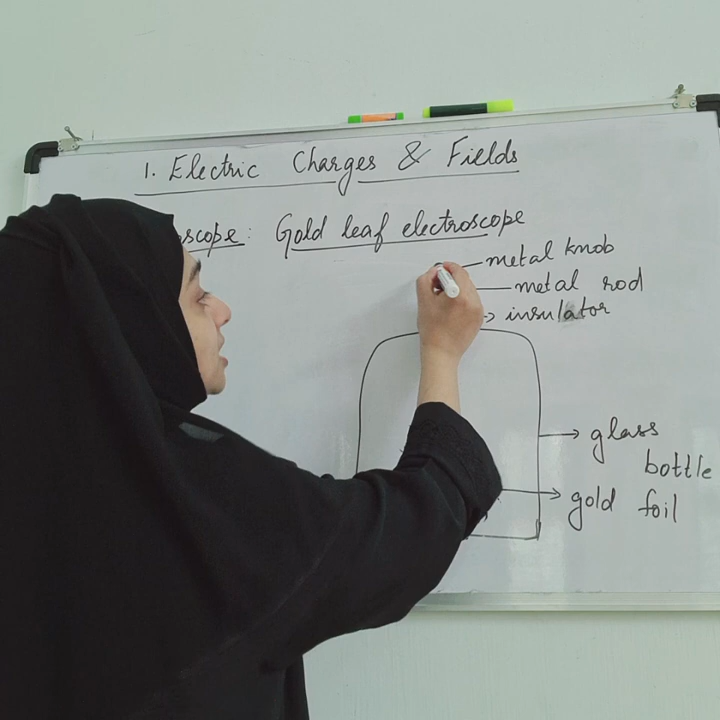 1. Electric Charges & Fields
scope: Gold leaf electroscope
metal knob
metal rod
insulator
glass
bottle
gold foil